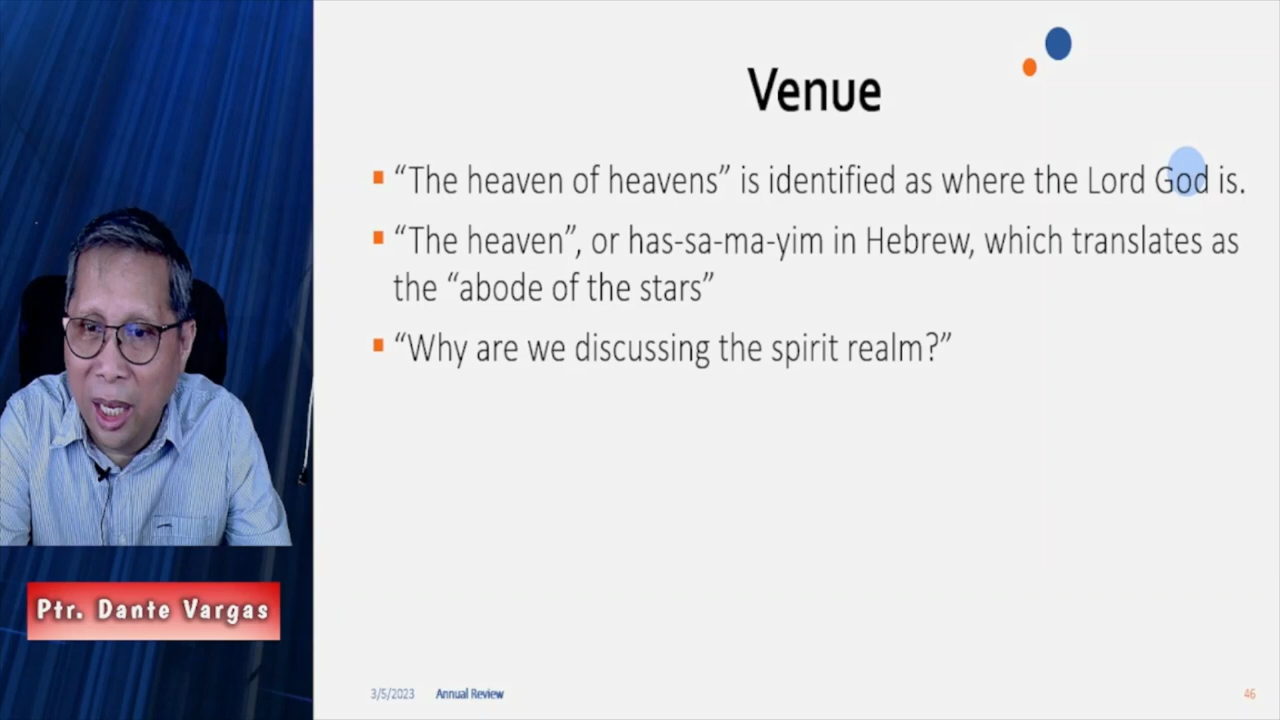 Venue
“The heaven of heavens” is identified as where the Lord God is.
“The heaven”, or has-sa-ma-yim in Hebrew, which translates as
the “abode of the stars”
“Why are we discussing the spirit realm?”
Ptr. Dante Vargas
3/5/2023 Annual Review 46